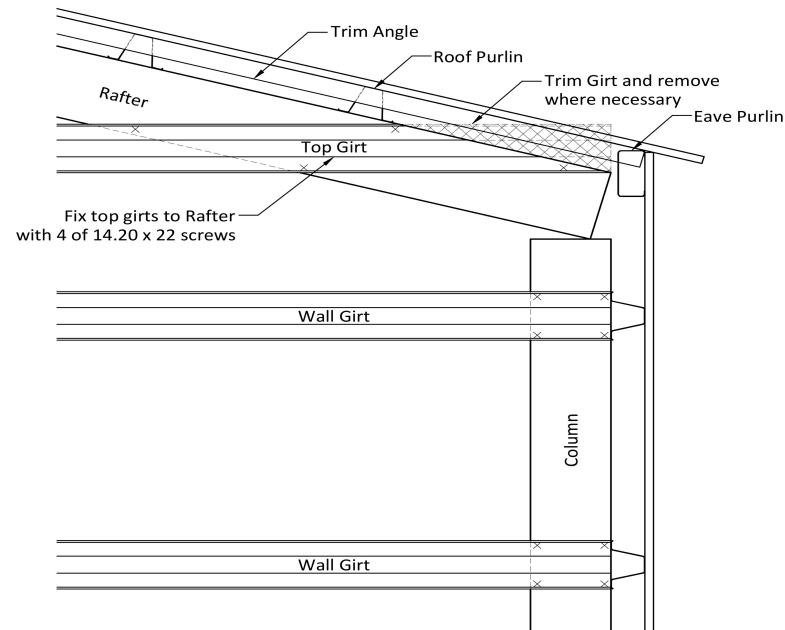 Trim Angle
Roof Purlin
Trim Girt and remove
where necessary
Eave Purlin
Rafter
Top Girt
Fix top girts to Rafter
with 4 of 14.20 x 22 screws
Wall Girt
Column
Wall Girt